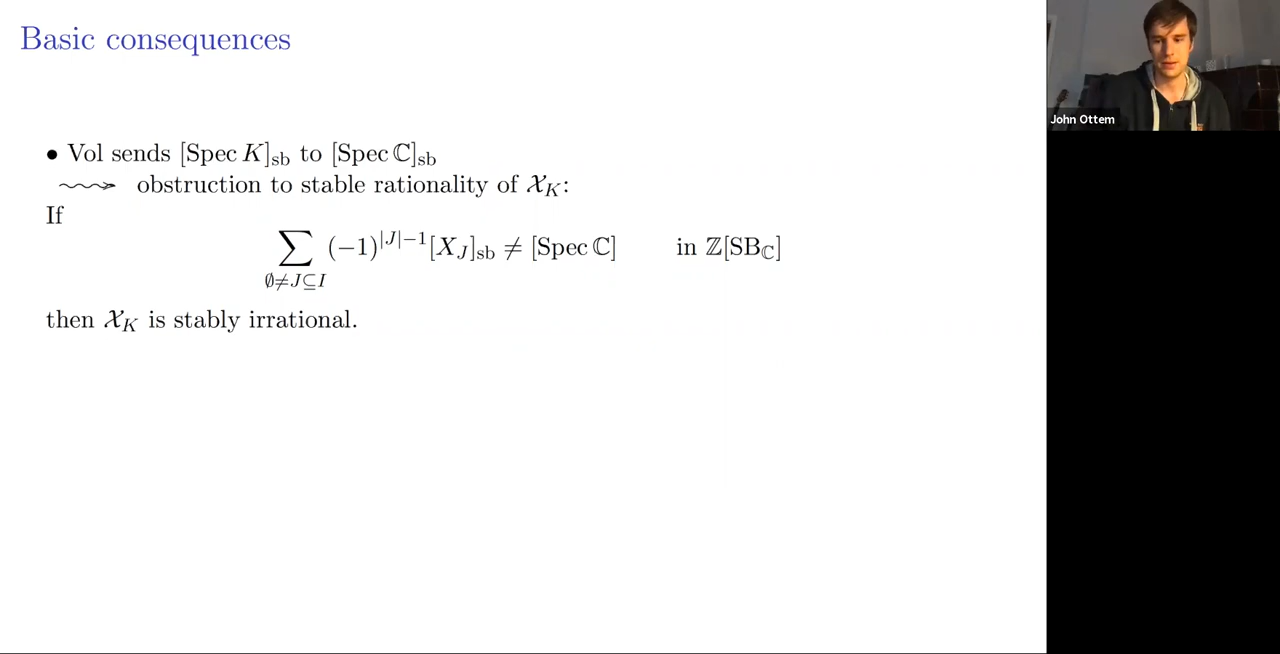 Basic consequences
• Vol sends [Spec K]_sb to [Spec ℂ]_sb
⇝ obstruction to stable rationality of 𝒳_K:
If
∑_{∅≠J⊆I} (−1)^{|J|−1}[X_J]_sb ≠ [Spec ℂ] in ℤ[SB_ℂ]
then 𝒳_K is stably irrational.
John Ottem